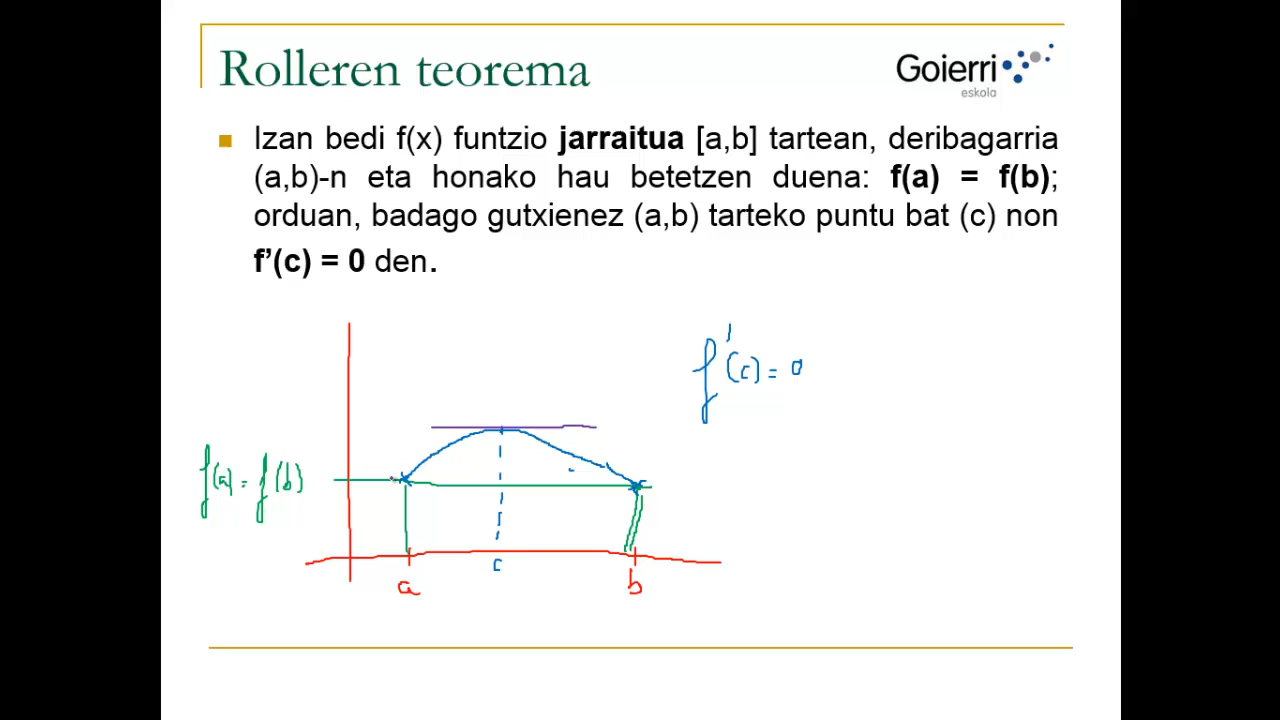 Rolleren teorema
Goierri
eskola
Izan bedi f(x) funtzio jarraitua [a,b] tartean, deribagarria
(a,b)-n eta honako hau betetzen duena: f(a) = f(b);
orduan, badago gutxienez (a,b) tarteko puntu bat (c) non
f’(c) = 0 den.
f'(c) = 0
f(a) = f(b)
c
a
b